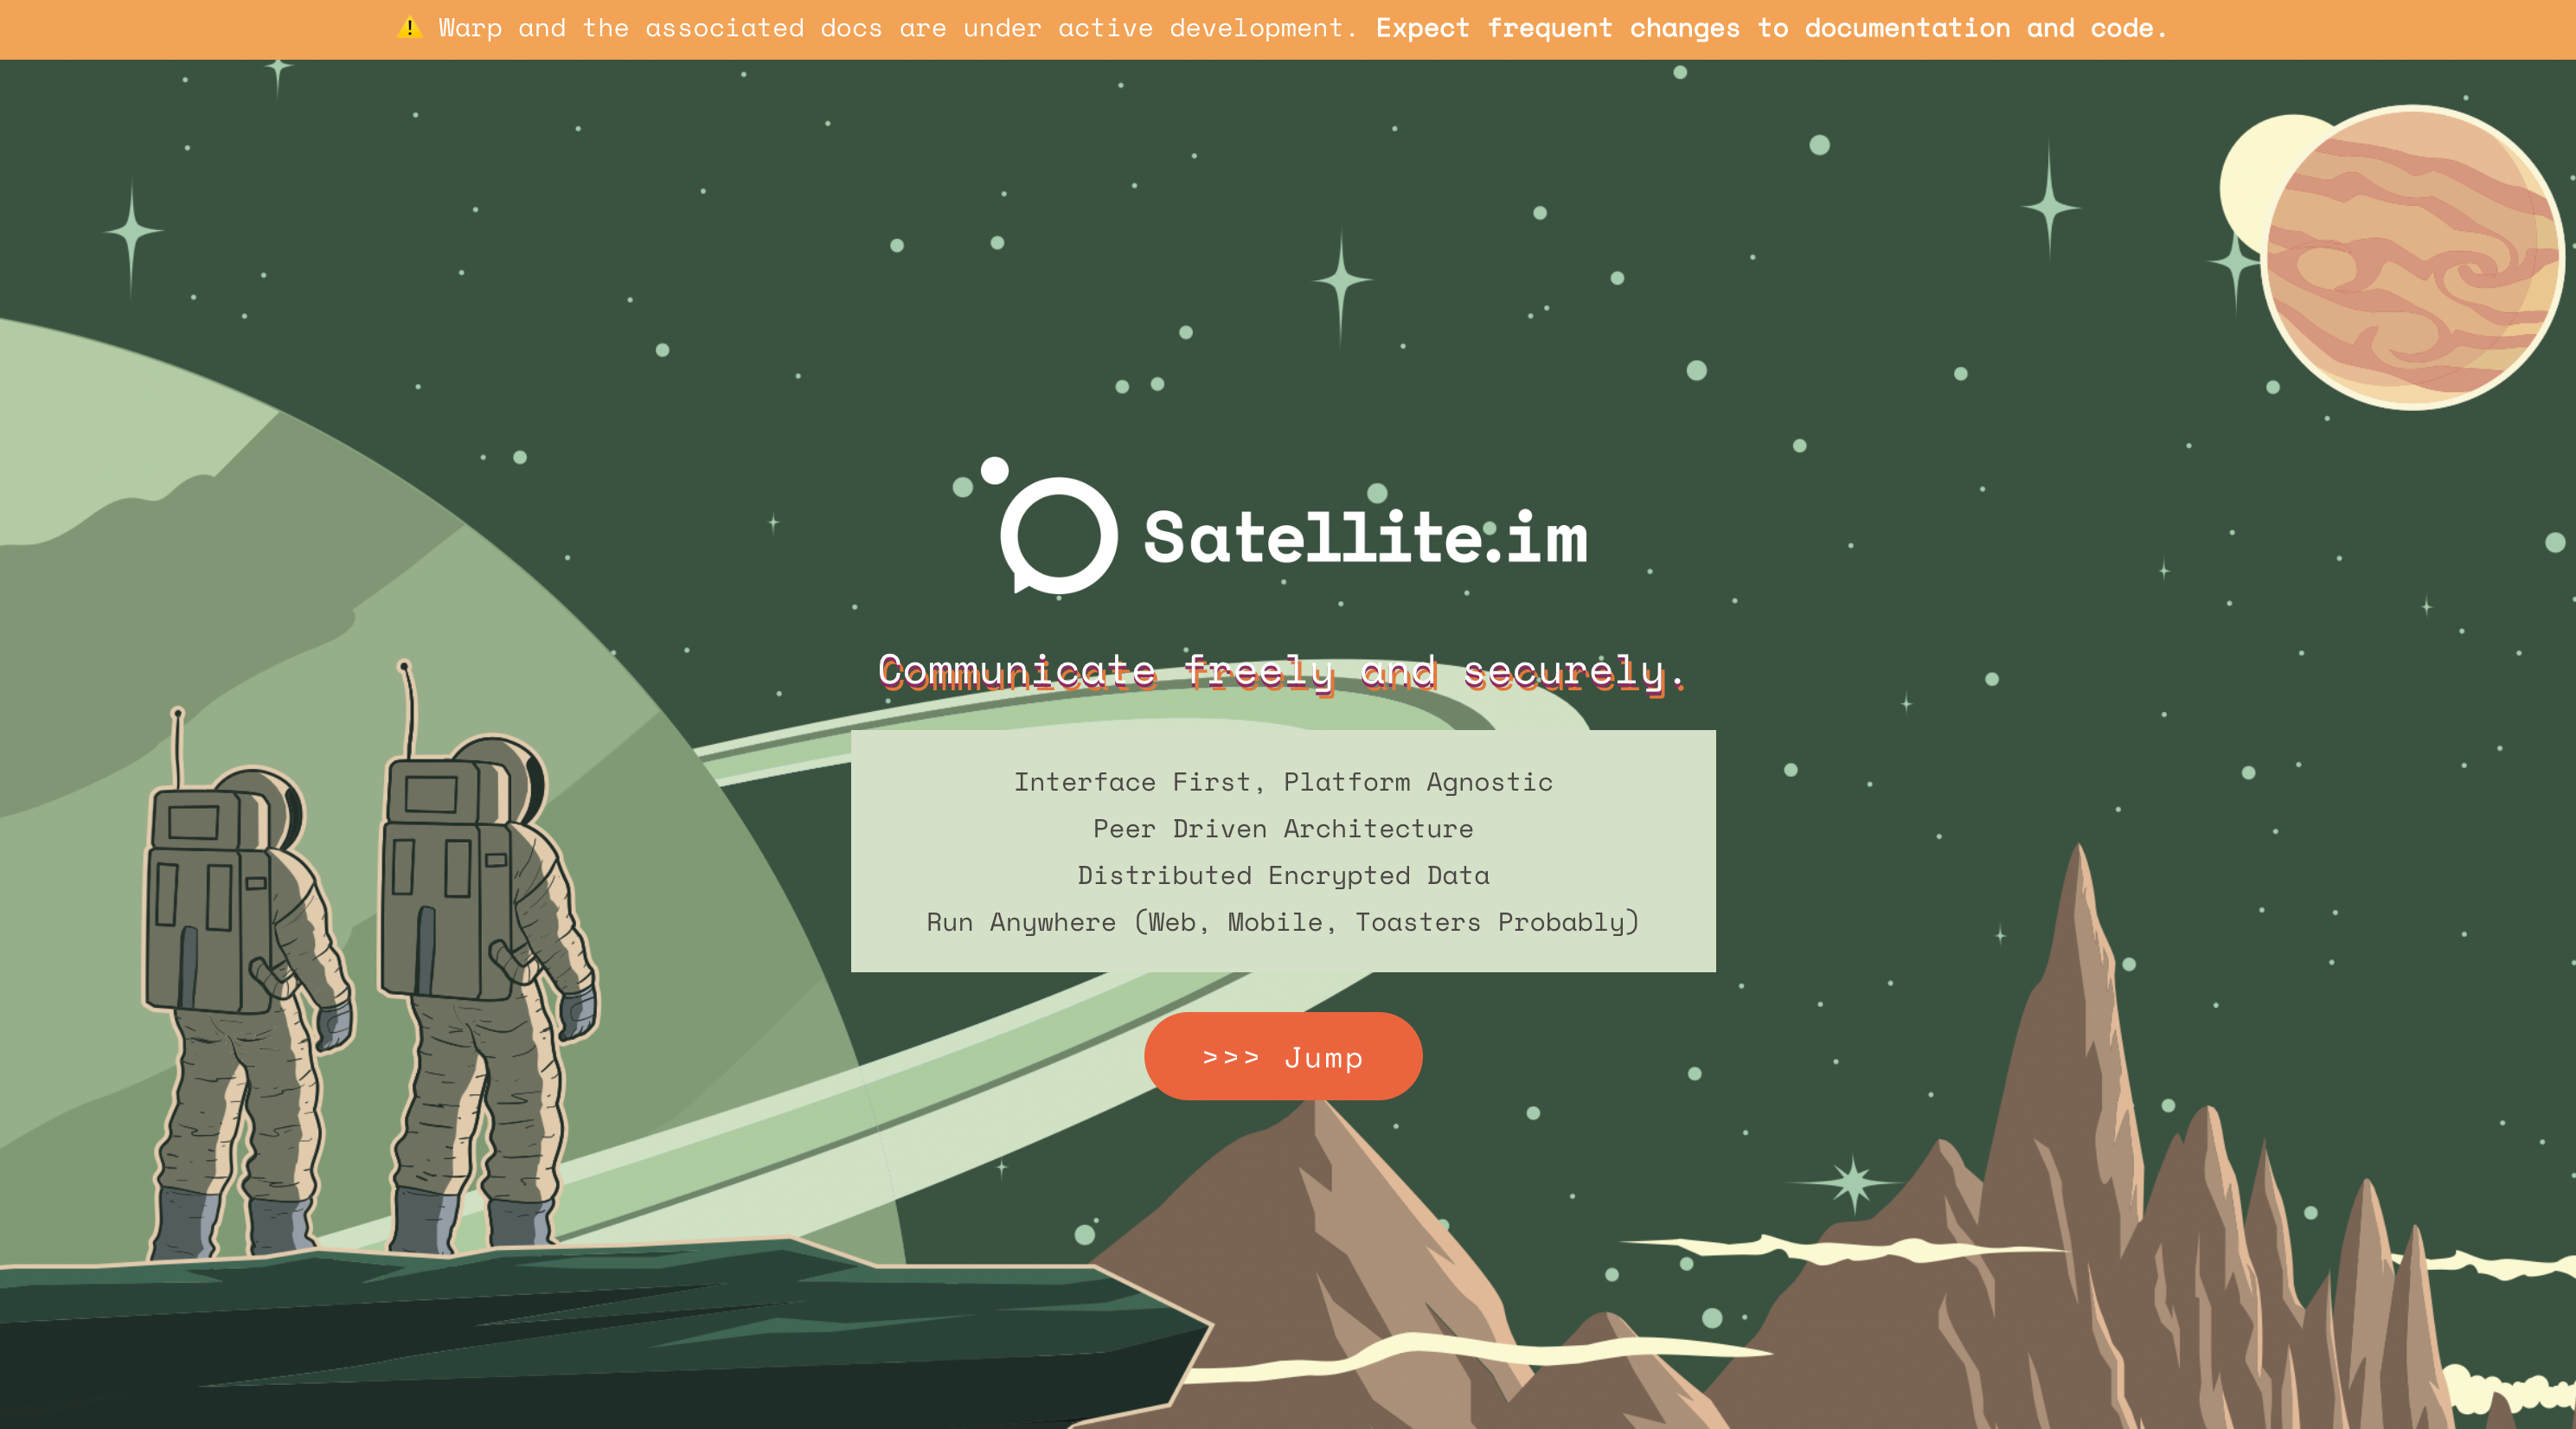 ⚠️ Warp and the associated docs are under active development. Expect frequent changes to documentation and code.
Satellite.im
Communicate freely and securely.
Interface First, Platform Agnostic
Peer Driven Architecture
Distributed Encrypted Data
Run Anywhere (Web, Mobile, Toasters Probably)
>>> Jump